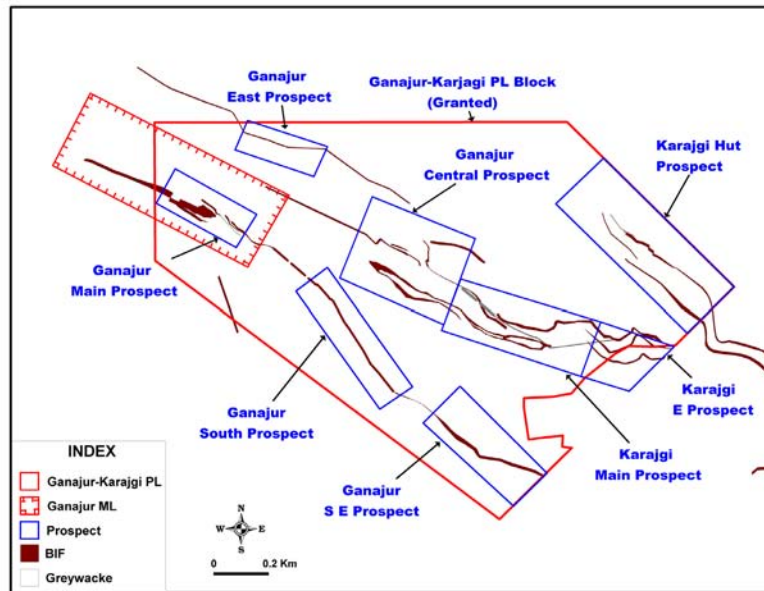 Ganajur
East Prospect
Ganajur-Karjagi PL Block
(Granted)
Karajgi Hut
Prospect
Ganajur
Central Prospect
Ganajur
Main Prospect
Ganajur
South Prospect
Karajgi
E Prospect
Karajgi
Main Prospect
Ganajur
S E Prospect
INDEX
Ganajur-Karajgi PL
Ganajur ML
Prospect
BIF
Greywacke
N
W E
S
0 0.2 Km